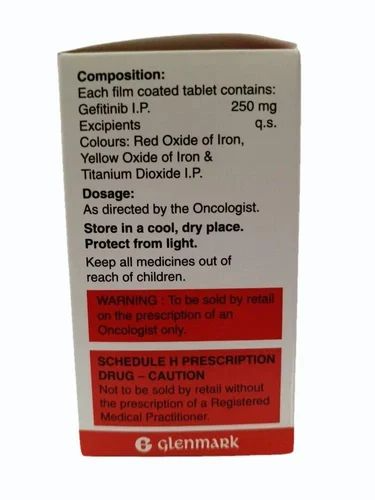 Composition:
Each film coated tablet contains:
Gefitinib I.P. 250 mg
Excipients q.s.
Colours: Red Oxide of Iron,
Yellow Oxide of Iron &
Titanium Dioxide I.P.
Dosage:
As directed by the Oncologist.
Store in a cool, dry place.
Protect from light.
Keep all medicines out of
reach of children.
WARNING : To be sold by retail
on the prescription of an
Oncologist only.
SCHEDULE H PRESCRIPTION
DRUG – CAUTION
Not to be sold by retail without
the prescription of a Registered
Medical Practitioner.
glenmark